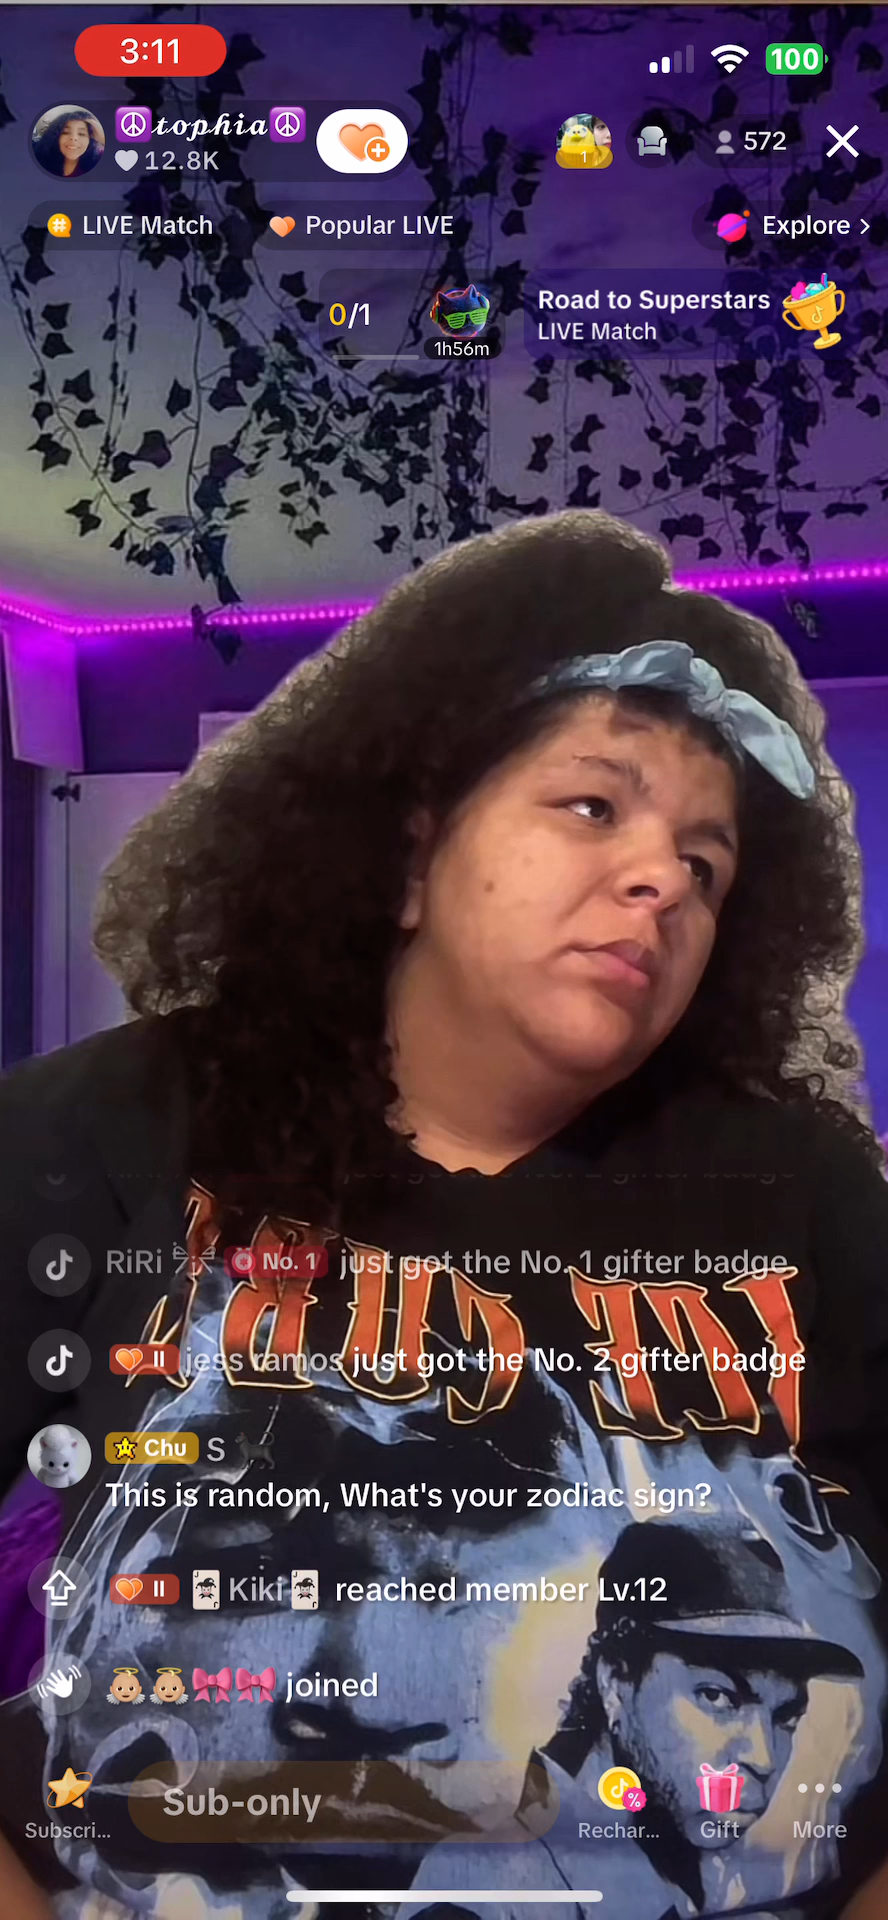 3:11
100
☮️tophia☮️
12.8K
1
572
LIVE Match
Popular LIVE
Explore >
0/1
1h56m
Road to Superstars
LIVE Match
RiRi No. 1 just got the No. 1 gifter badge
II jess ramos just got the No. 2 gifter badge
ICE CUBE
Chu S
This is random, What's your zodiac sign?
II Kiki reached member Lv.12
joined
Subscri...
Sub-only
Rechar...
Gift
More